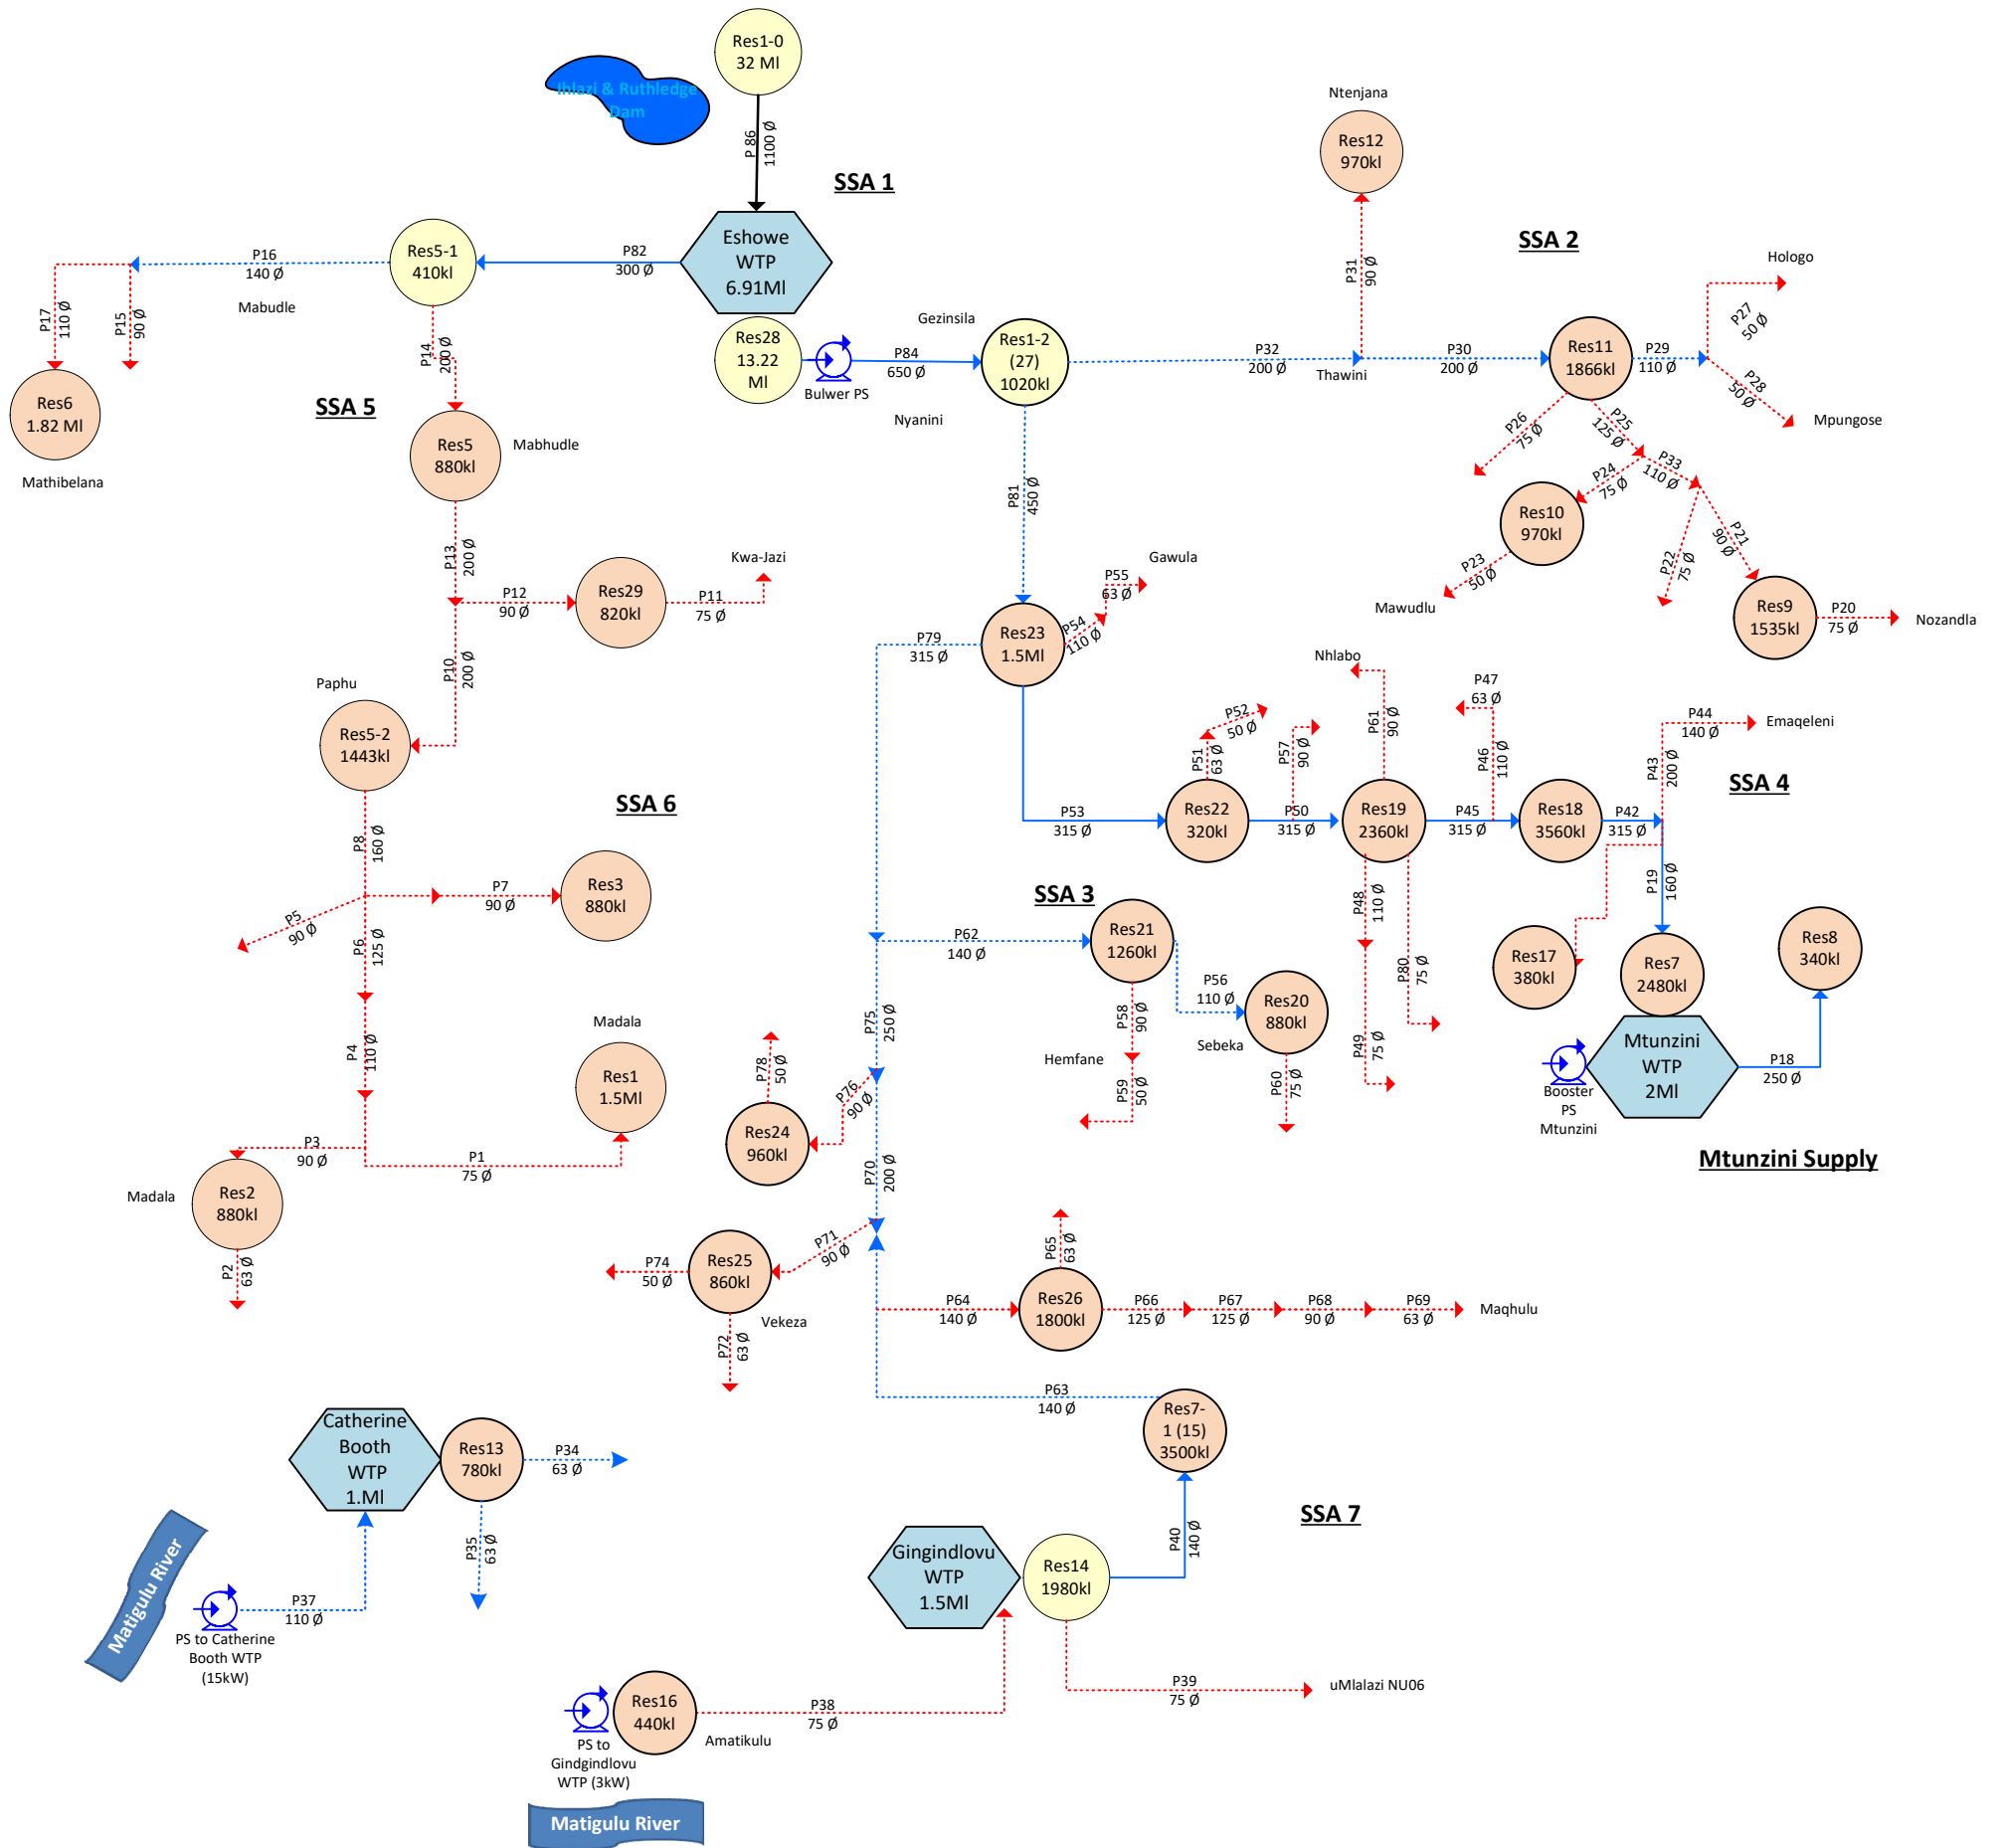 Res1-0
32 Ml
Ihlazi & Ruthledge
Dam
P 86
1100 Ø
SSA 1
Ntenjana
Res12
970kl
P31
90 Ø
SSA 2
Hologo
P27
50 Ø
P16
140 Ø
P17
110 Ø
P15
90 Ø
Mabudle
Res5-1
410kl
P82
300 Ø
Eshowe
WTP
6.91Ml
Res28
13.22
Ml
Bulwer PS
Gezinsila
P84
650 Ø
Nyanini
Res1-2
(27)
1020kl
P32
200 Ø
Thawini
P30
200 Ø
Res11
1866kl
P29
110 Ø
P28
50 Ø
Mpungose
P26
75 Ø
P25
125 Ø
P24
75 Ø
P33
110 Ø
P22
75 Ø
P21
90 Ø
Res10
970kl
P23
50 Ø
Mawudlu
Res9
1535kl
P20
75 Ø
Nozandla
Res6
1.82 Ml
Mathibelana
P14
200 Ø
SSA 5
Res5
880kl
Mabhudle
P13
200 Ø
P12
90 Ø
Res29
820kl
P11
75 Ø
Kwa-Jazi
P10
200 Ø
Paphu
Res5-2
1443kl
P8
160 Ø
SSA 6
P7
90 Ø
Res3
880kl
P5
90 Ø
P6
125 Ø
P4
110 Ø
Madala
Res1
1.5Ml
P3
90 Ø
P1
75 Ø
Madala
Res2
880kl
P2
63 Ø
P81
450 Ø
Gawula
P55
63 Ø
P54
110 Ø
Res23
1.5Ml
P79
315 Ø
P53
315 Ø
P52
50 Ø
P51
63 Ø
Res22
320kl
P57
90 Ø
P50
315 Ø
Nhlabo
P61
90 Ø
Res19
2360kl
P47
63 Ø
P46
110 Ø
P45
315 Ø
Res18
3560kl
P42
315 Ø
P43
200 Ø
P44
140 Ø
Emaqeleni
SSA 4
P19
160 Ø
P48
110 Ø
P80
75 Ø
P49
75 Ø
Res17
380kl
Res7
2480kl
Res8
340kl
Mtunzini
WTP
2Ml
P18
250 Ø
Booster
PS
Mtunzini
Mtunzini Supply
SSA 3
P62
140 Ø
Res21
1260kl
P56
110 Ø
Res20
880kl
Sebeka
P58
90 Ø
Hemfane
P59
50 Ø
P60
75 Ø
P75
250 Ø
P78
50 Ø
P76
90 Ø
Res24
960kl
P70
200 Ø
P71
90 Ø
P74
50 Ø
Res25
860kl
Vekeza
P72
63 Ø
P65
63 Ø
P64
140 Ø
Res26
1800kl
P66
125 Ø
P67
125 Ø
P68
90 Ø
P69
63 Ø
Maqhulu
P63
140 Ø
Res7-
1 (15)
3500kl
P40
140 Ø
SSA 7
Catherine
Booth
WTP
1.Ml
Res13
780kl
P34
63 Ø
P35
63 Ø
Matigulu River
P37
110 Ø
PS to Catherine
Booth WTP
(15kW)
Gingindlovu
WTP
1.5Ml
Res14
1980kl
P39
75 Ø
uMlalazi NU06
Res16
440kl
P38
75 Ø
Amatikulu
PS to
Gindgindlovu
WTP (3kW)
Matigulu River